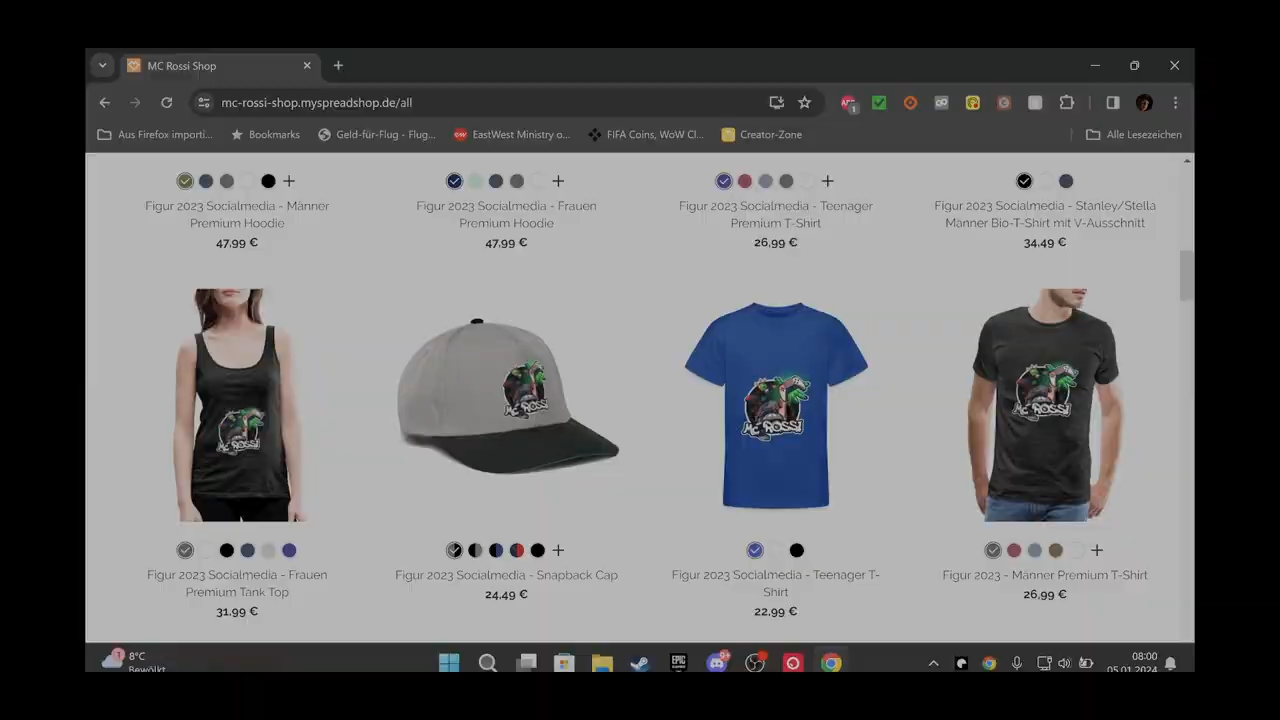 MC Rossi Shop
mc-rossi-shop.myspreadshop.de/all
1
Aus Firefox importi...
Bookmarks
Geld-für-Flug - Flug...
EastWest Ministry o...
FIFA Coins, WoW Cl...
Creator-Zone
Alle Lesezeichen
Figur 2023 Socialmedia - Männer
Premium Hoodie
47,99 €
Figur 2023 Socialmedia - Frauen
Premium Hoodie
47,99 €
Figur 2023 Socialmedia - Teenager
Premium T-Shirt
26,99 €
Figur 2023 Socialmedia - Stanley/Stella
Männer Bio-T-Shirt mit V-Ausschnitt
34,49 €
MC ROSSI
MC ROSSI
MC ROSSI
MC ROSSI
Figur 2023 Socialmedia - Frauen
Premium Tank Top
31,99 €
Figur 2023 Socialmedia - Snapback Cap
24,49 €
Figur 2023 Socialmedia - Teenager T-
Shirt
22,99 €
Figur 2023 - Männer Premium T-Shirt
26,99 €
1
8°C
Bewölkt
EPIC
08:00
05.01.2024